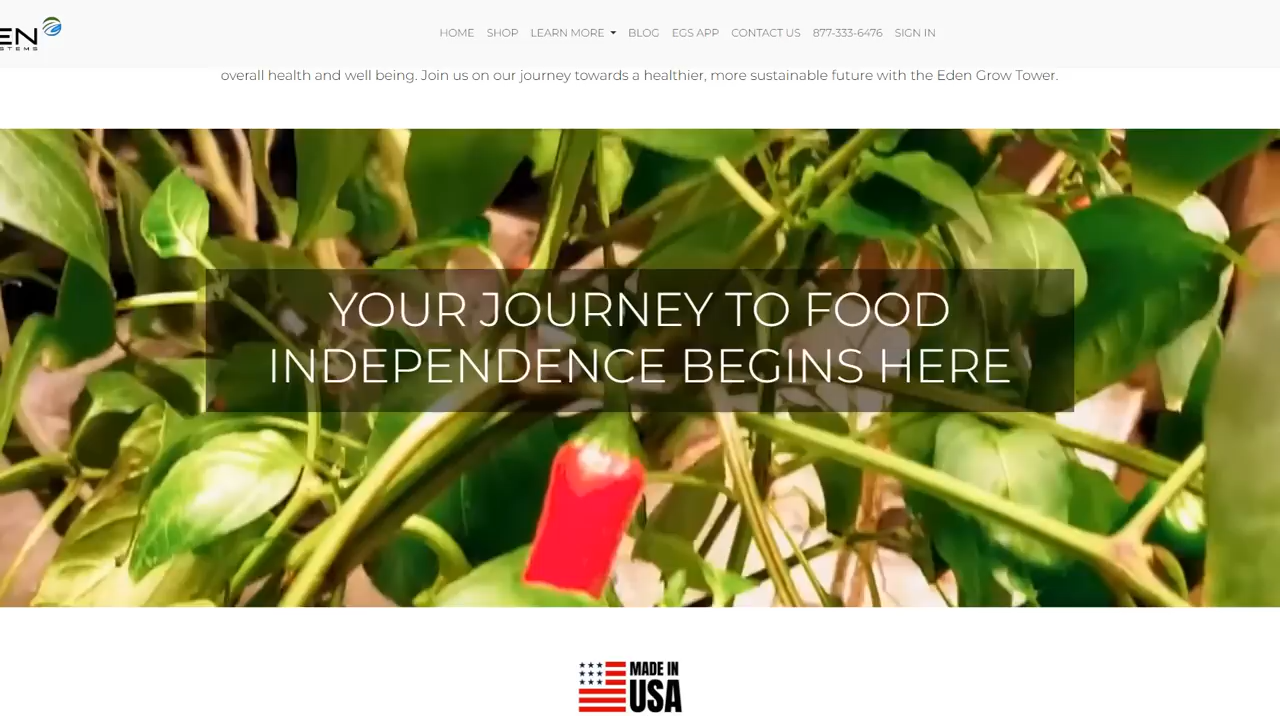 EN
STEMS
HOME SHOP LEARN MORE BLOG EGS APP CONTACT US 877-333-6476 SIGN IN
overall health and well being. Join us on our journey towards a healthier, more sustainable future with the Eden Grow Tower.
YOUR JOURNEY TO FOOD
INDEPENDENCE BEGINS HERE
MADE IN
USA